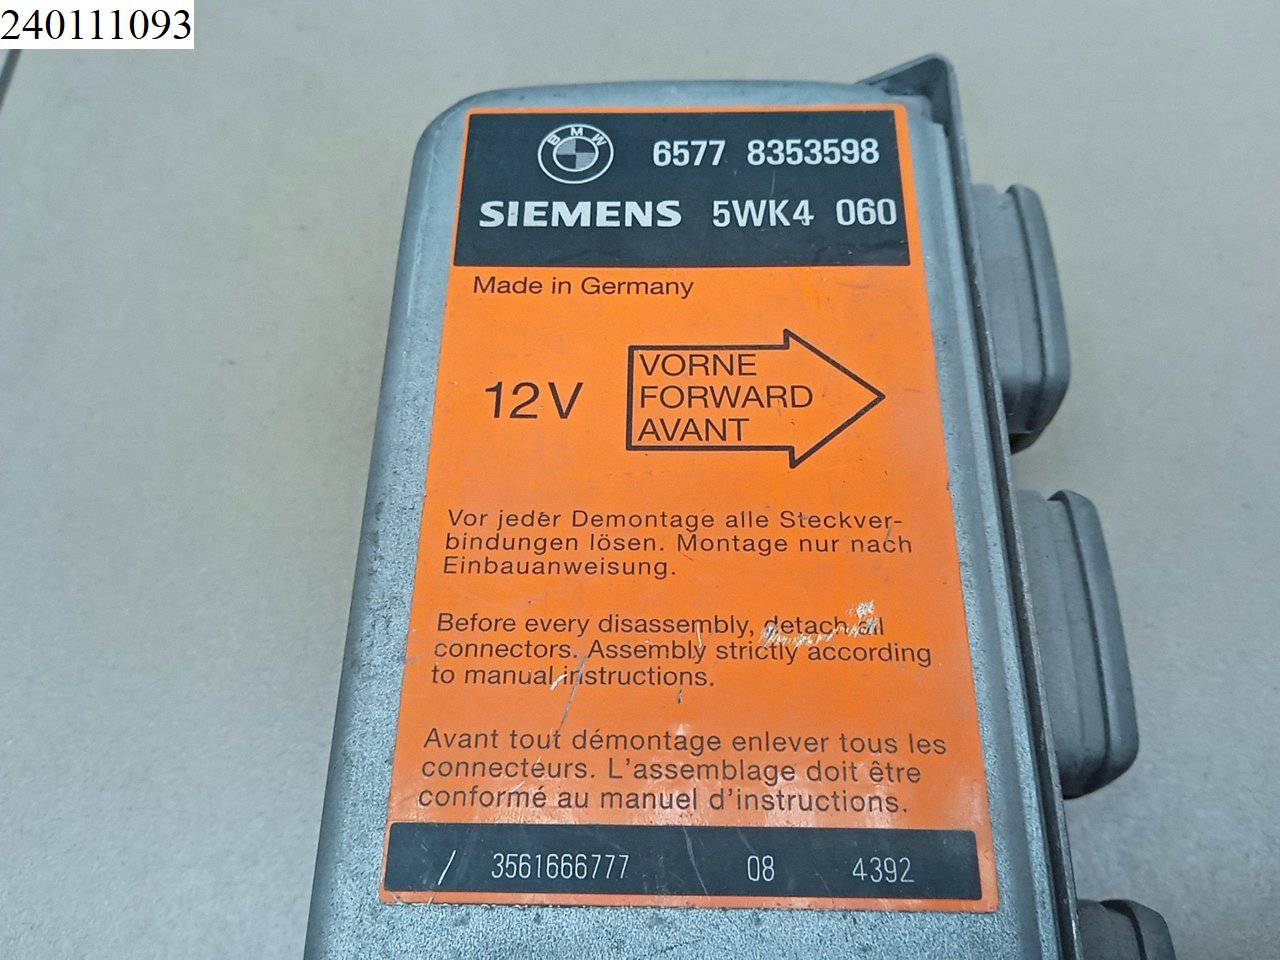 240111093
BMW
6577 8353598
SIEMENS 5WK4 060
Made in Germany
12V
VORNE
FORWARD
AVANT
Vor jeder Demontage alle Steckver-
bindungen lösen. Montage nur nach
Einbauanweisung.
Before every disassembly, detach all
connectors. Assembly strictly according
to manual instructions.
Avant tout démontage enlever tous les
connecteurs. L'assemblage doit être
conformé au manuel d'instructions.
/ 3561666777 08 4392